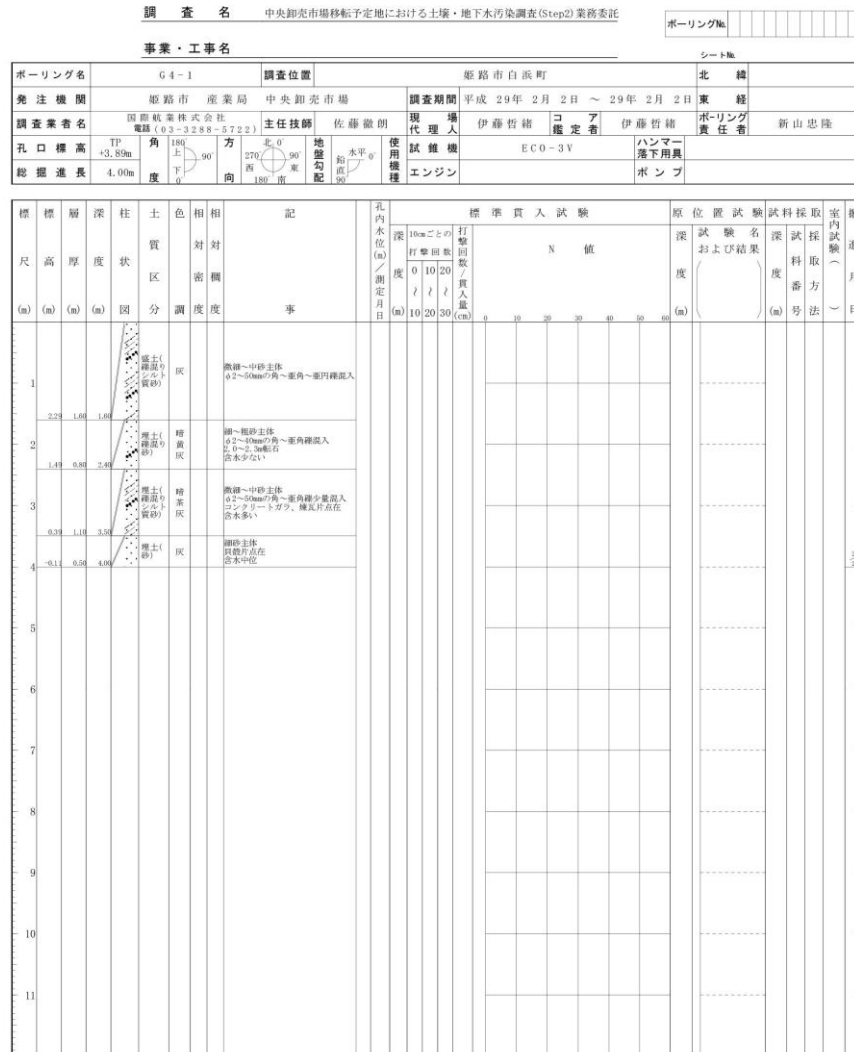 調査名 中央卸売市場移転予定地における土壌・地下水汚染調査(Step2)業務委託
ボーリング№
事業・工事名
シート№
ボーリング名 G4-1 調査位置 姫路市白浜町 北緯
発注機関 姫路市 産業局 中央卸売市場 調査期間 平成 29年 2月 2日 ~ 29年 2月 2日 東経
調査業者名 国際航業株式会社 電話(03-3288-5722) 主任技師 佐藤徹朗 現場代理人 伊藤哲緒 コア鑑定者 伊藤哲緒 ボーリング責任者 新山忠隆
孔口標高 TP +3.89m 角度 180° 上 下 0° 90° 方向 北 0° 270° 90° 西 東 180° 南 地盤勾配 水平 0° 鉛直 90° 使用機種 試錐機 ECO-3V ハンマー落下用具
総掘進長 4.00m エンジン ポンプ
標尺(m) 標高(m) 層厚(m) 深度(m) 柱状図 土質区分 色調 相対密度 相対稠度 記事 孔内水位(m)/測定月日 標準貫入試験 原位置試験 試料採取 室内試験()
深度(m) 10cmごとの打撃回数 0~10 10~20 20~30 打撃回数/貫入量(cm) N値 深度(m) 試験名および結果 深度(m) 試料番号 採取方法
0 10 20 30 40 50 60
盛土(礫混りシルト質砂) 灰 微細~中砂主体
φ2~50mmの角~亜角~亜円礫混入
1
2.29 1.60 1.60
埋土(礫混り砂) 暗黄灰 細~粗砂主体
φ2~40mmの角~亜角礫混入
2.0~2.3m転石
含水少ない
2
1.49 0.80 2.40
埋土(礫混りシルト質砂) 暗茶灰 微細~中砂主体
φ2~50mmの角~亜角礫少量混入
コンクリートガラ、煉瓦片点在
含水多い
3
0.39 1.10 3.50
埋土(砂) 灰 細砂主体
貝殻片点在
含水中位
4 -0.11 0.50 4.00
5
6
7
8
9
10
11